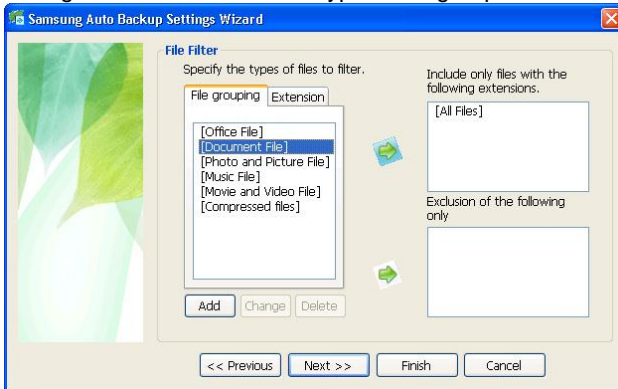 Samsung Auto Backup Settings Wizard
File Filter
Specify the types of files to filter.
File grouping
Extension
[Office File]
[Document File]
[Photo and Picture File]
[Music File]
[Movie and Video File]
[Compressed files]
Add
Change
Delete
Include only files with the
following extensions.
[All Files]
Exclusion of the following
only
<< Previous
Next >>
Finish
Cancel